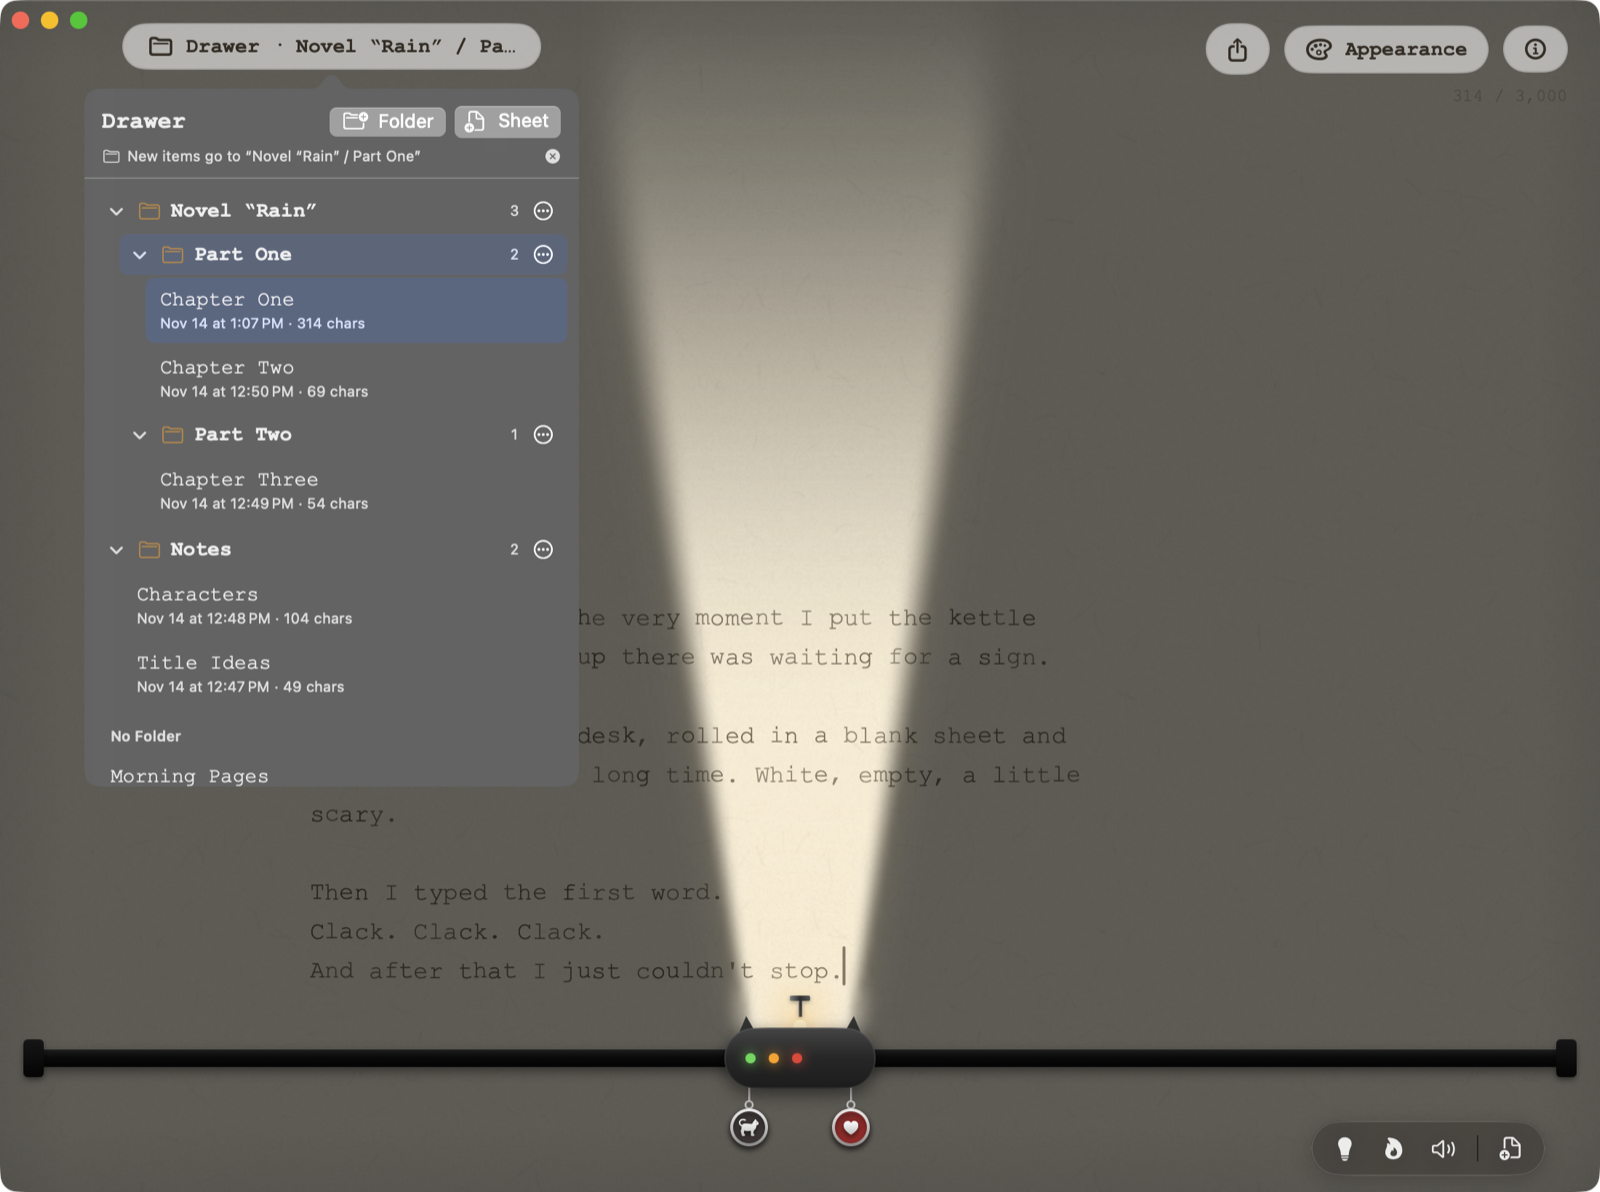 Drawer · Novel “Rain” / Pa…
Appearance
314 / 3,000
Drawer
Folder
Sheet
New items go to “Novel “Rain” / Part One”
Novel “Rain” 3
Part One 2
Chapter One
Nov 14 at 1:07 PM · 314 chars
Chapter Two
Nov 14 at 12:50 PM · 69 chars
Part Two 1
Chapter Three
Nov 14 at 12:49 PM · 54 chars
Notes 2
Characters
Nov 14 at 12:48 PM · 104 chars
Title Ideas
Nov 14 at 12:47 PM · 49 chars
No Folder
Morning Pages
he very moment I put the kettle
up there was waiting for a sign.
desk, rolled in a blank sheet and
long time. White, empty, a little
scary.
Then I typed the first word.
Clack. Clack. Clack.
And after that I just couldn't stop.